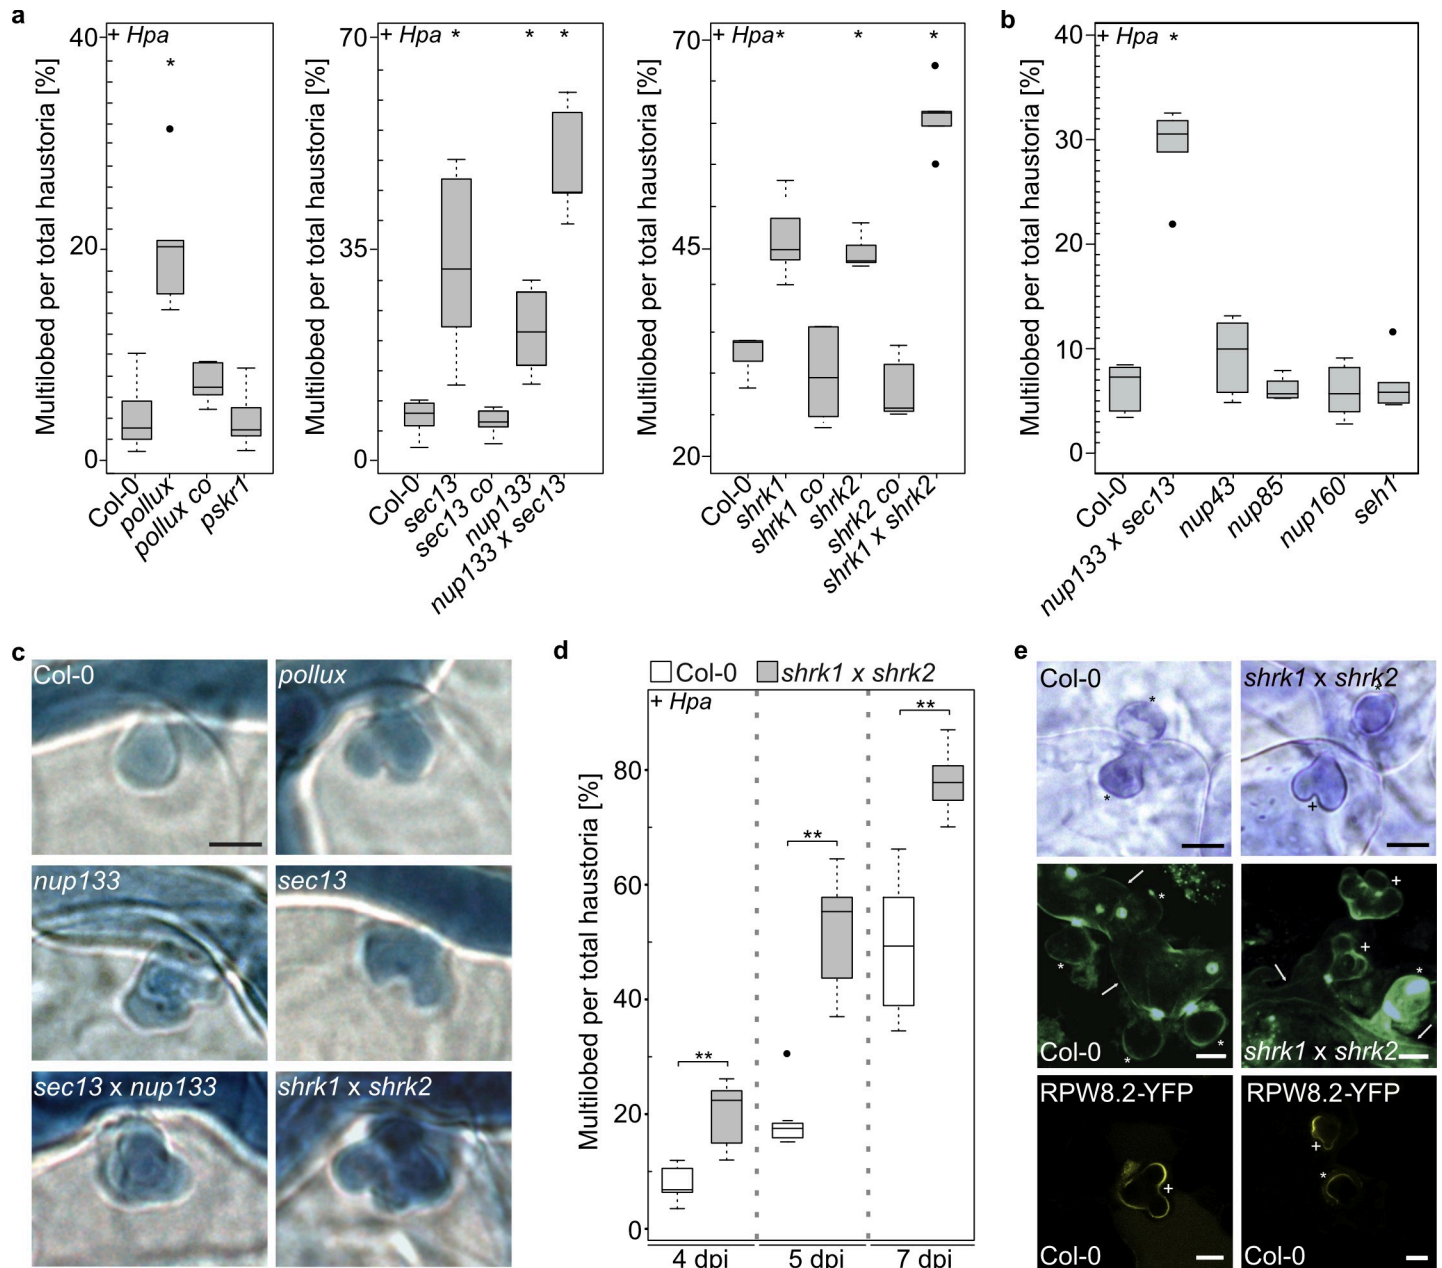 a
Multilobed per total haustoria [%]
+ Hpa
*
40
20
0
Col-0
pollux
pollux co
pskr1
Multilobed per total haustoria [%]
+ Hpa * * *
70
35
0
Col-0
sec13
sec13 co
nup133
nup133 x sec13
Multilobed per total haustoria [%]
+ Hpa* * *
70
45
20
Col-0
shrk1
shrk1 co
shrk2
shrk2 co
shrk1 x shrk2
b
Multilobed per total haustoria [%]
+ Hpa *
40
30
20
10
0
Col-0
nup133 x sec13
nup43
nup85
nup160
seh1
c
Col-0
pollux
nup133
sec13
sec13 x nup133
shrk1 x shrk2
d
Col-0 shrk1 x shrk2
+ Hpa
Multilobed per total haustoria [%]
80
60
40
20
0
**
**
**
4 dpi 5 dpi 7 dpi
e
Col-0
* *
shrk1 x shrk2
* +
Col-0
* * * *
shrk1 x shrk2
+ + *
RPW8.2-YFP
+
Col-0
RPW8.2-YFP
+
*
Col-0